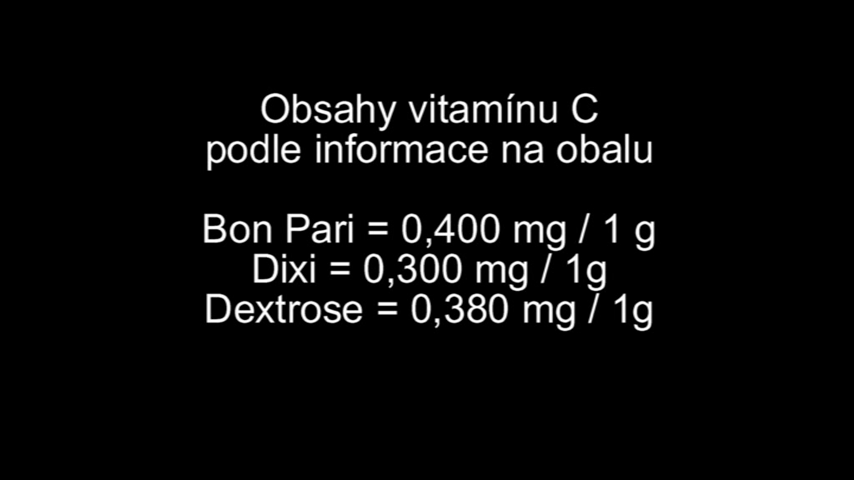 Obsahy vitamínu C
podle informace na obalu
Bon Pari = 0,400 mg / 1 g
Dixi = 0,300 mg / 1g
Dextrose = 0,380 mg / 1g